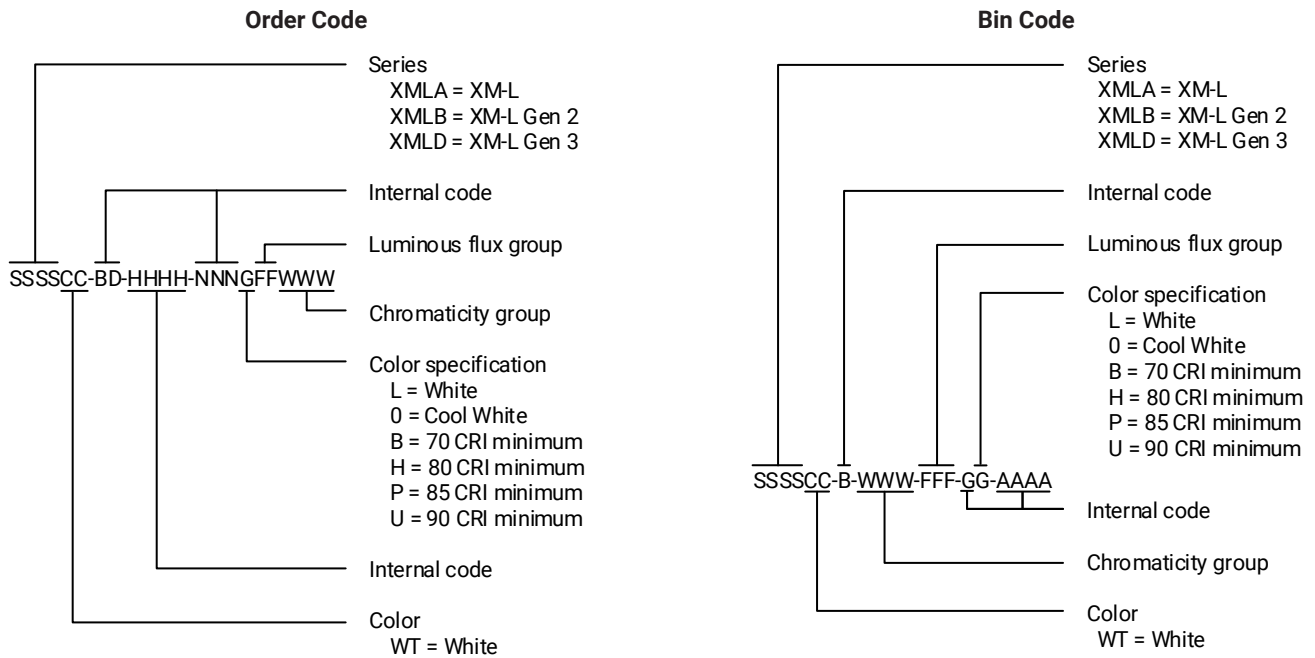 Order Code
Series
XMLA = XM-L
XMLB = XM-L Gen 2
XMLD = XM-L Gen 3
Internal code
Luminous flux group
SSSSCC-BD-HHHH-NNNGFFWWW
Chromaticity group
Color specification
L = White
0 = Cool White
B = 70 CRI minimum
H = 80 CRI minimum
P = 85 CRI minimum
U = 90 CRI minimum
Internal code
Color
WT = White
Bin Code
Series
XMLA = XM-L
XMLB = XM-L Gen 2
XMLD = XM-L Gen 3
Internal code
Luminous flux group
Color specification
L = White
0 = Cool White
B = 70 CRI minimum
H = 80 CRI minimum
P = 85 CRI minimum
U = 90 CRI minimum
SSSSCC-B-WWW-FFF-GG-AAAA
Internal code
Chromaticity group
Color
WT = White